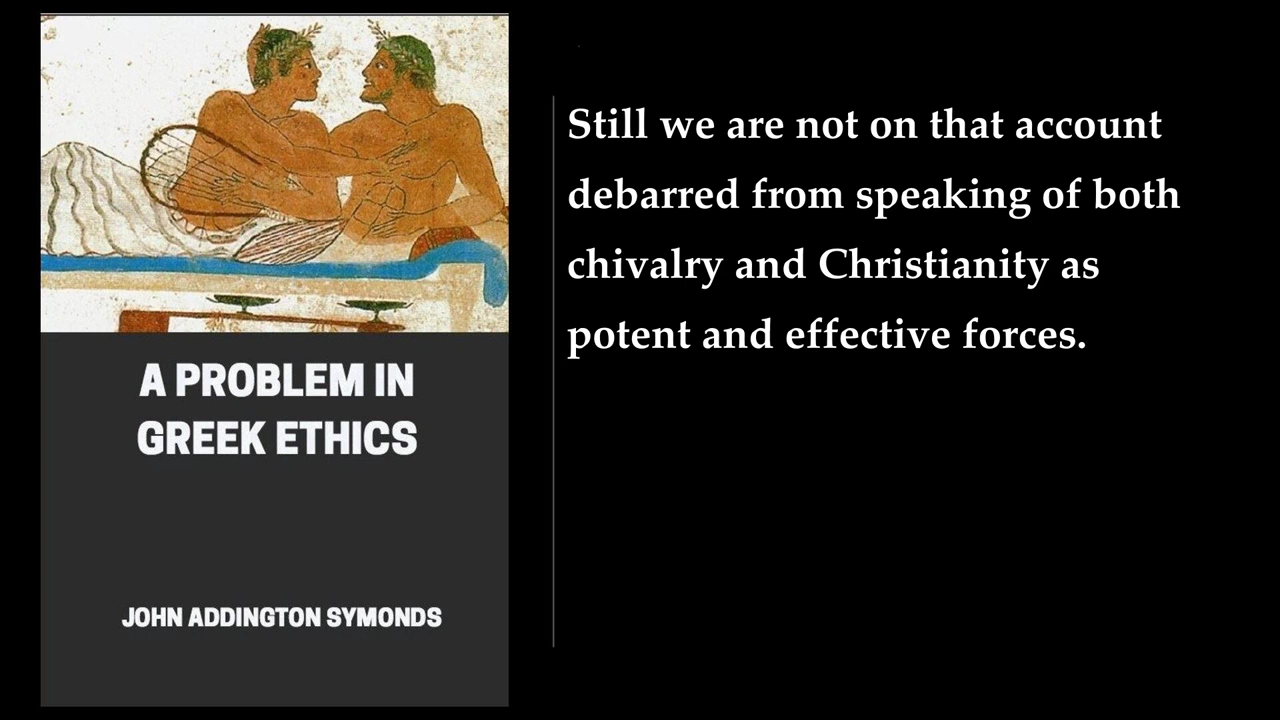 A PROBLEM IN
GREEK ETHICS
JOHN ADDINGTON SYMONDS
Still we are not on that account
debarred from speaking of both
chivalry and Christianity as
potent and effective forces.